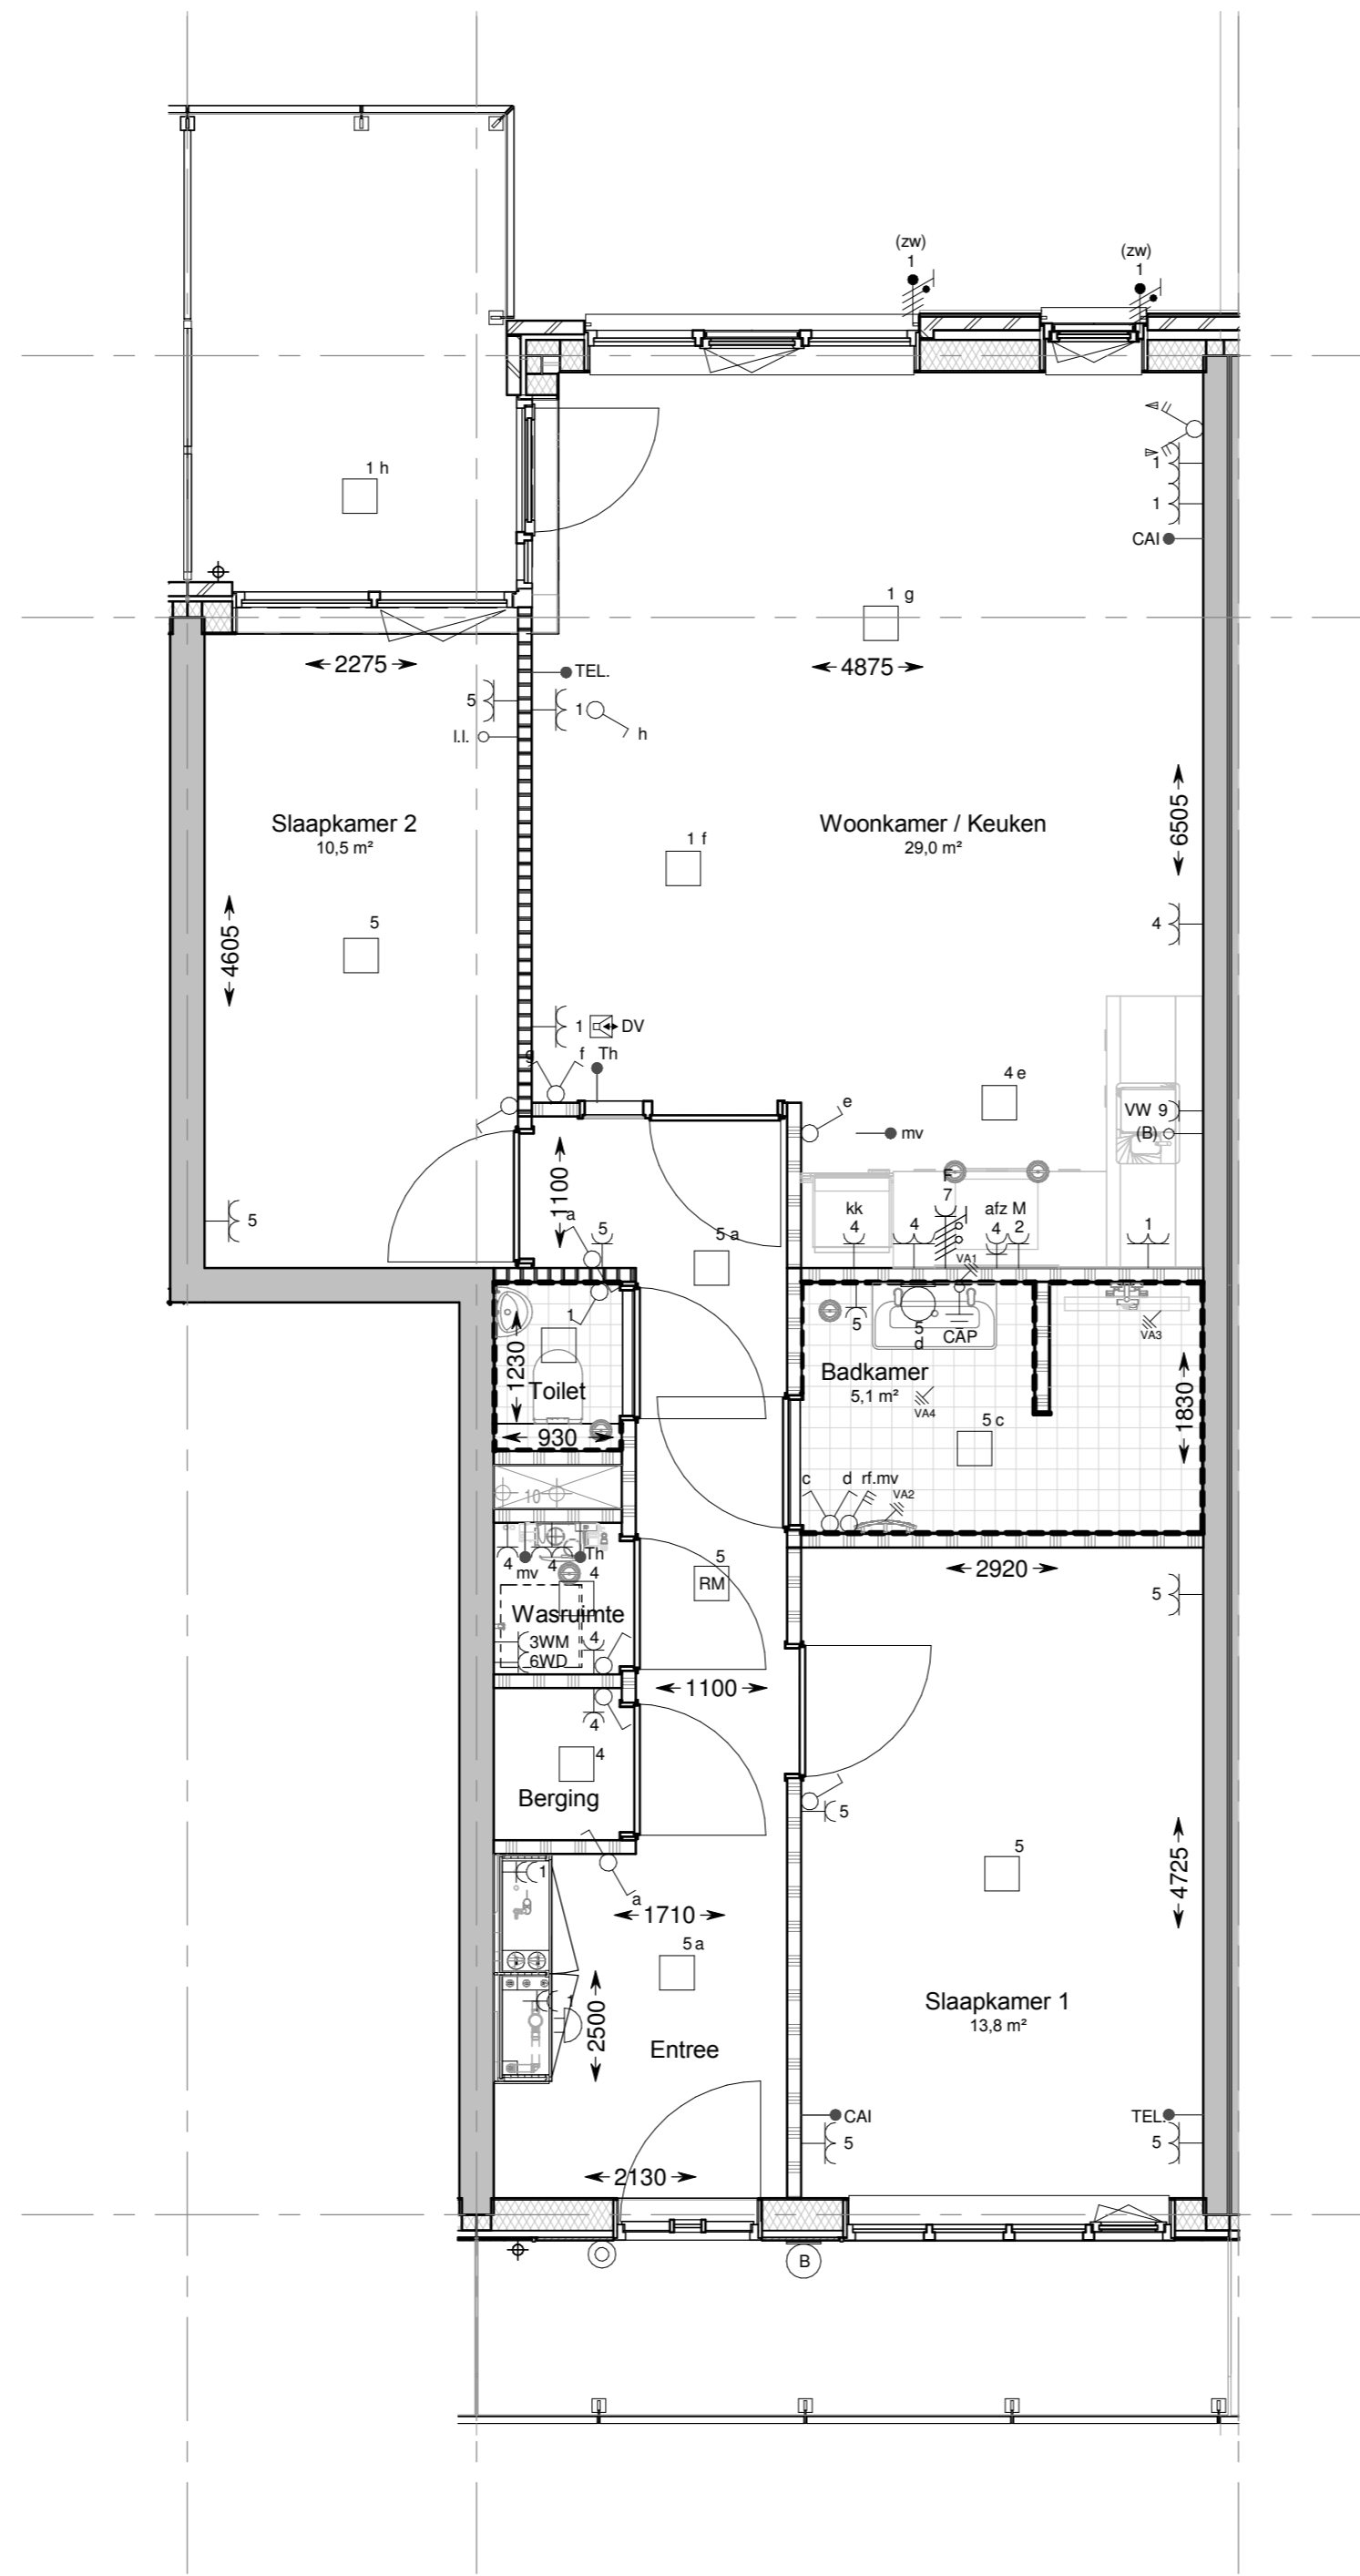 (zw)
1
(zw)
1
1 h
1
1
CAI
1 g
2275
4875
TEL.
5
1
h
I.I.
Slaapkamer 2
10,5 m²
Woonkamer / Keuken
29,0 m²
6505
1 f
4605
5
4
1
DV
g
f
Th
4 e
e
mv
VW 9
(B)
1100
F
7
kk
4
4
afz M
4
2
1
5
a
5
5 a
VA1
1
5
5
d
CAP
VA3
1230
Toilet
Badkamer
5,1 m²
VA4
1830
930
5 c
c
d
rf.mv
VA2
10
4
mv
4
Th
4
5
RM
2920
5
Wasruimte
3WM
6WD
4
1100
4
4
Berging
5
a
1
1710
5
4725
5 a
1
2500
Slaapkamer 1
13,8 m²
Entree
CAI
5
TEL.
5
2130
B